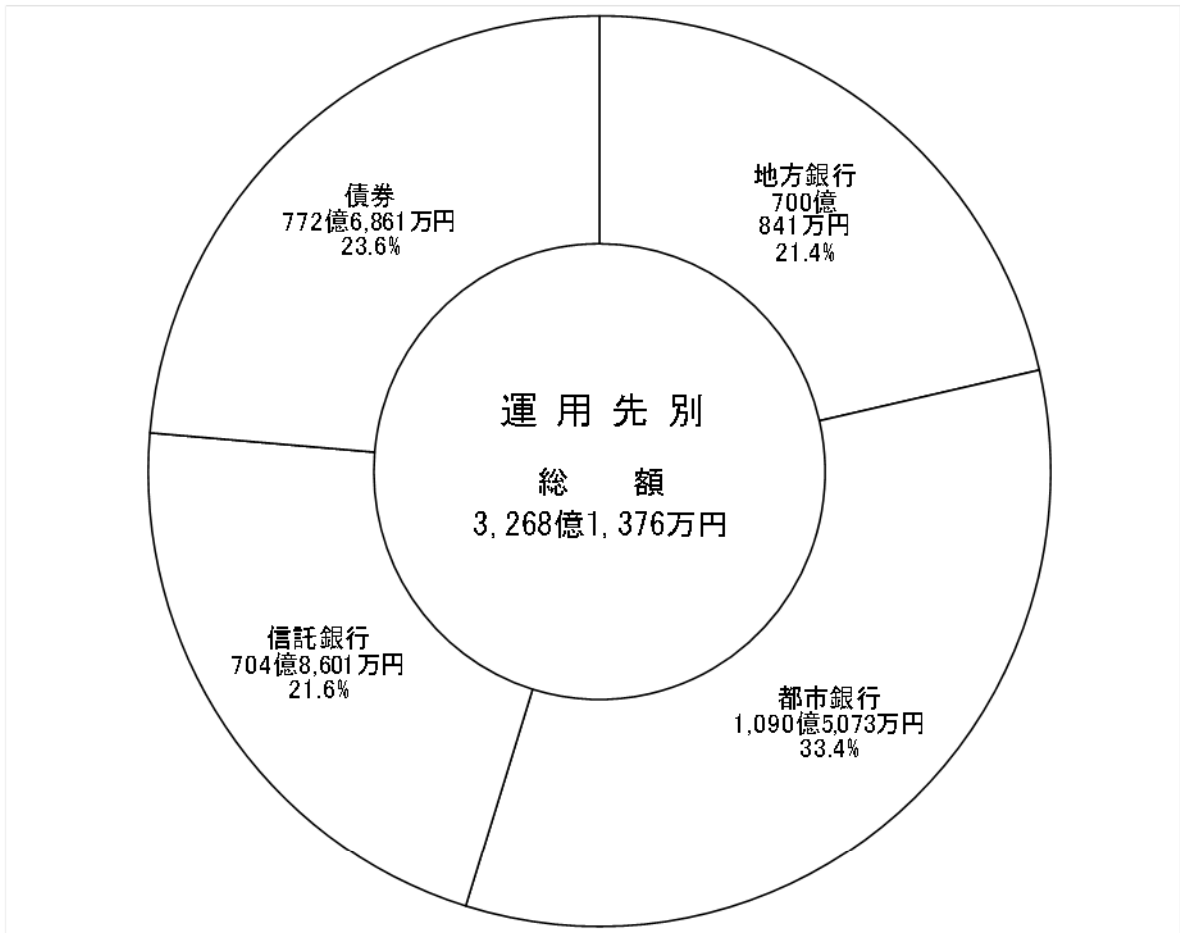 運用先別
総 額
3,268億1,376万円
地方銀行
700億
841万円
21.4%
都市銀行
1,090億5,073万円
33.4%
信託銀行
704億8,601万円
21.6%
債券
772億6,861万円
23.6%